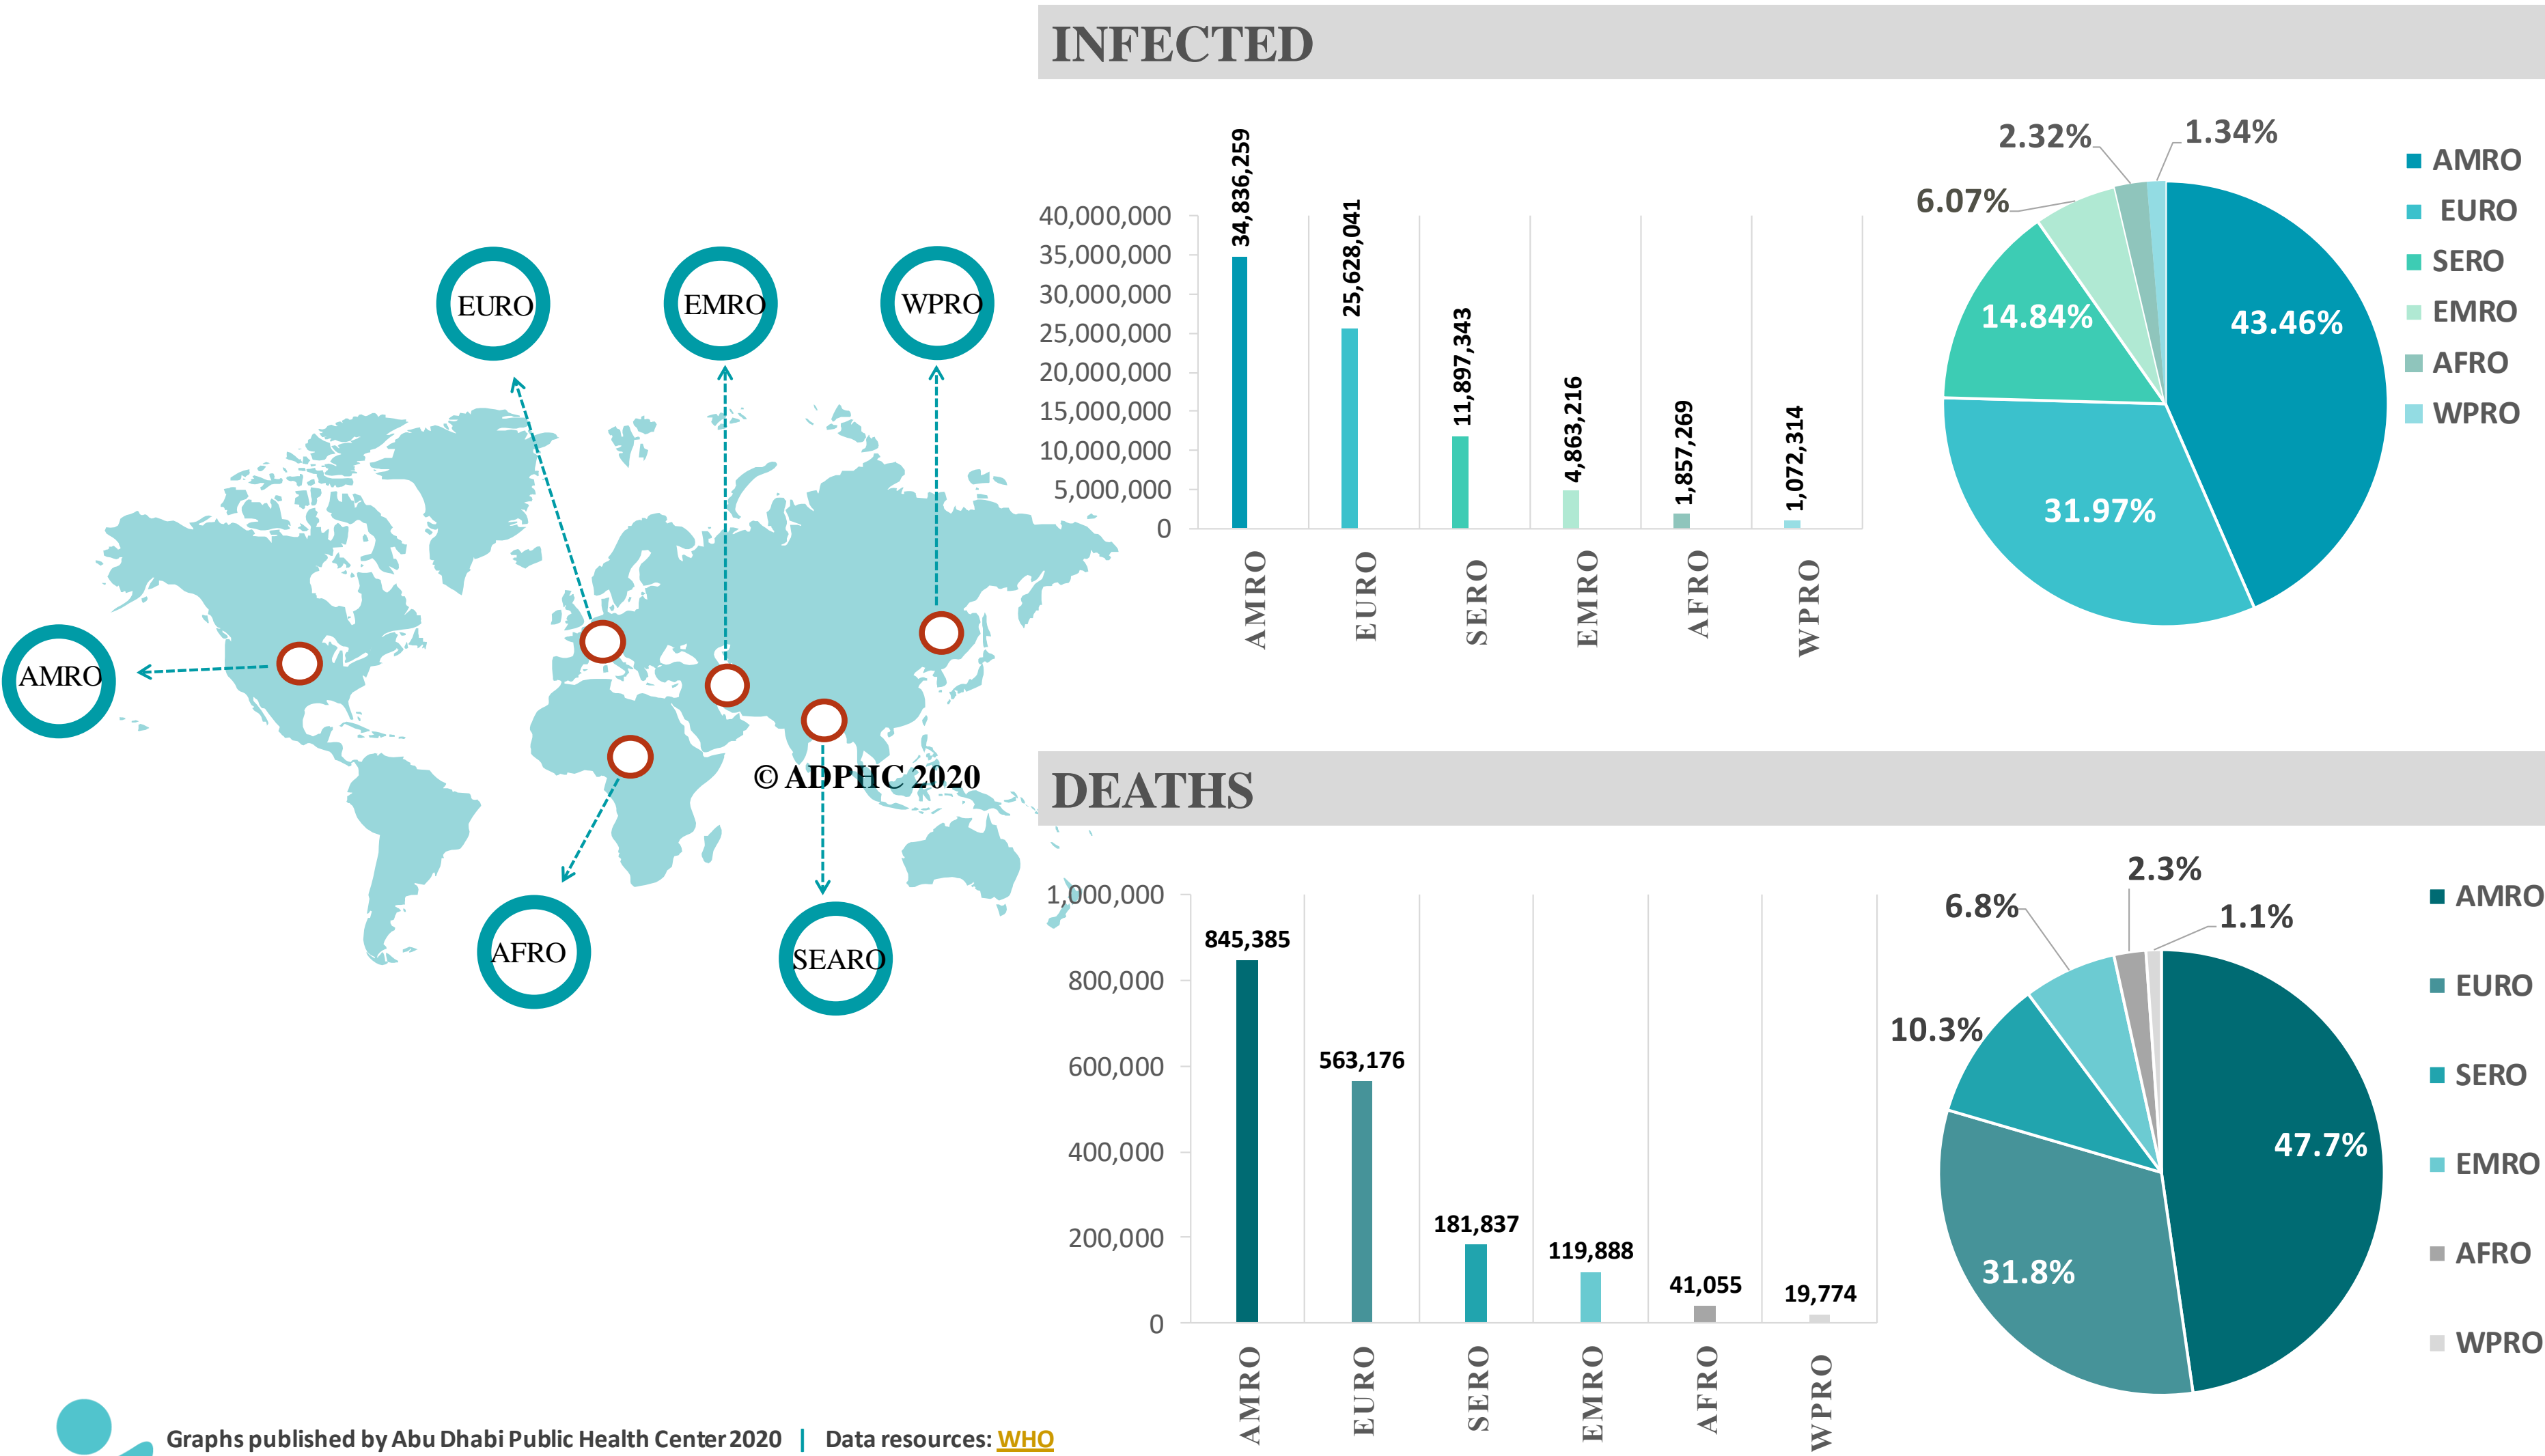 INFECTED
EURO
EMRO
WPRO
AMRO
AFRO
SEARO
© ADPHC 2020
40,000,000
35,000,000
30,000,000
25,000,000
20,000,000
15,000,000
10,000,000
5,000,000
0
34,836,259
25,628,041
11,897,343
4,863,216
1,857,269
1,072,314
AMRO
EURO
SERO
EMRO
AFRO
WPRO
2.32%
1.34%
6.07%
14.84%
43.46%
31.97%
AMRO
EURO
SERO
EMRO
AFRO
WPRO
DEATHS
1,000,000
800,000
600,000
400,000
200,000
0
845,385
563,176
181,837
119,888
41,055
19,774
AMRO
EURO
SERO
EMRO
AFRO
WPRO
2.3%
6.8%
1.1%
10.3%
47.7%
31.8%
AMRO
EURO
SERO
EMRO
AFRO
WPRO
Graphs published by Abu Dhabi Public Health Center 2020 | Data resources: WHO